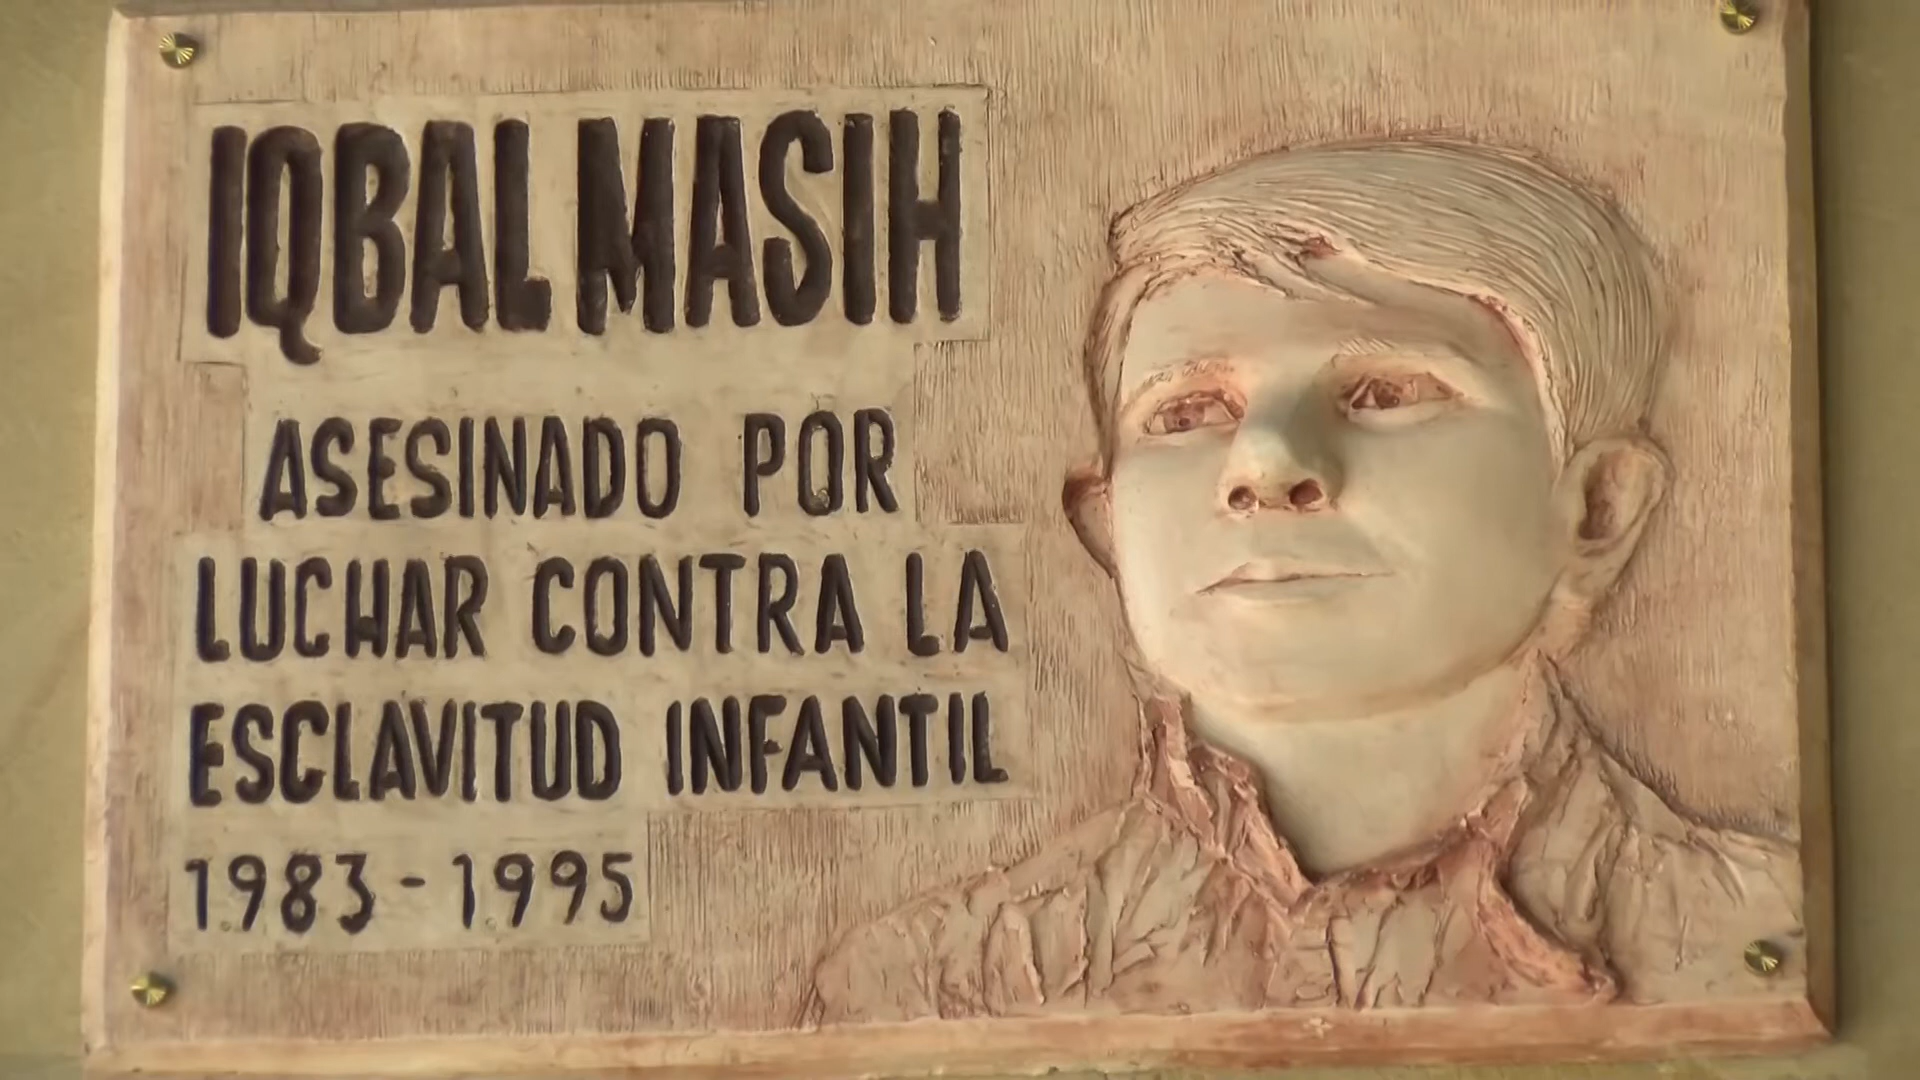 IQBAL MASIH
ASESINADO POR
LUCHAR CONTRA LA
ESCLAVITUD INFANTIL
1983-1995